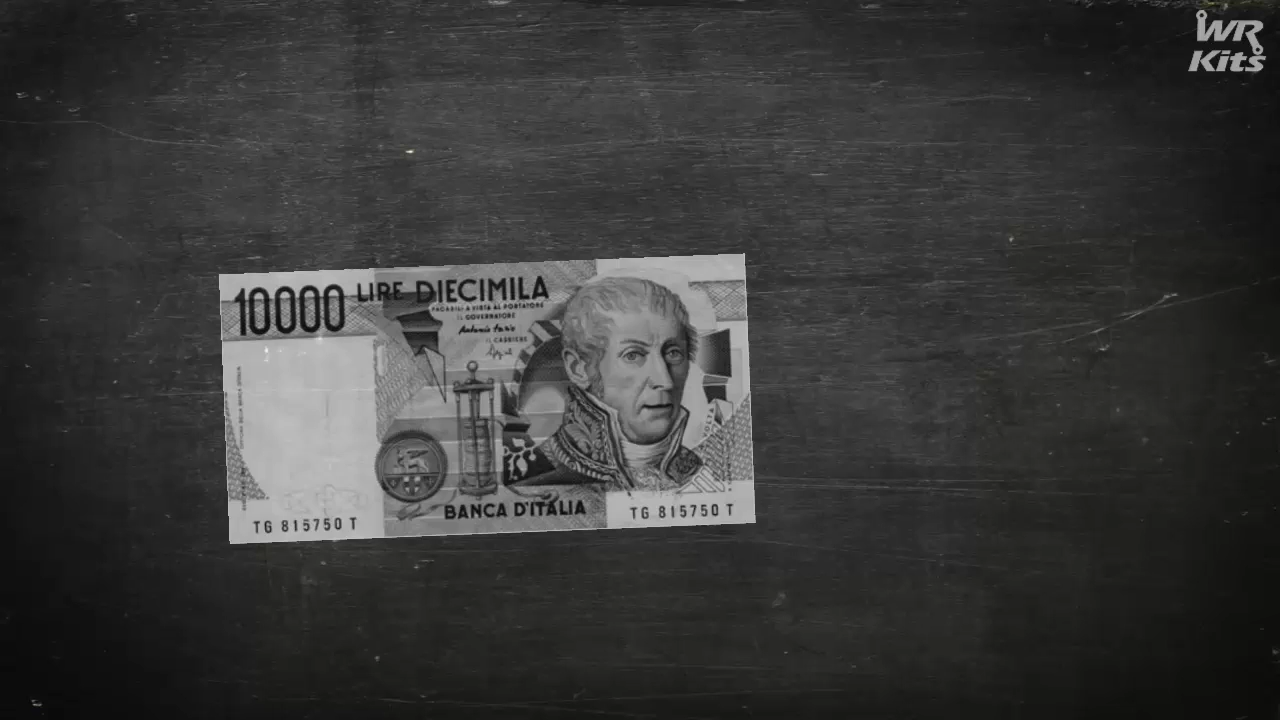 WR
Kits
10000 LIRE DIECIMILA
PAGABILI A VISTA AL PORTATORE
IL GOVERNATORE
IL CASSIERE
BANCA D'ITALIA
TG 815750 T
TG 815750 T